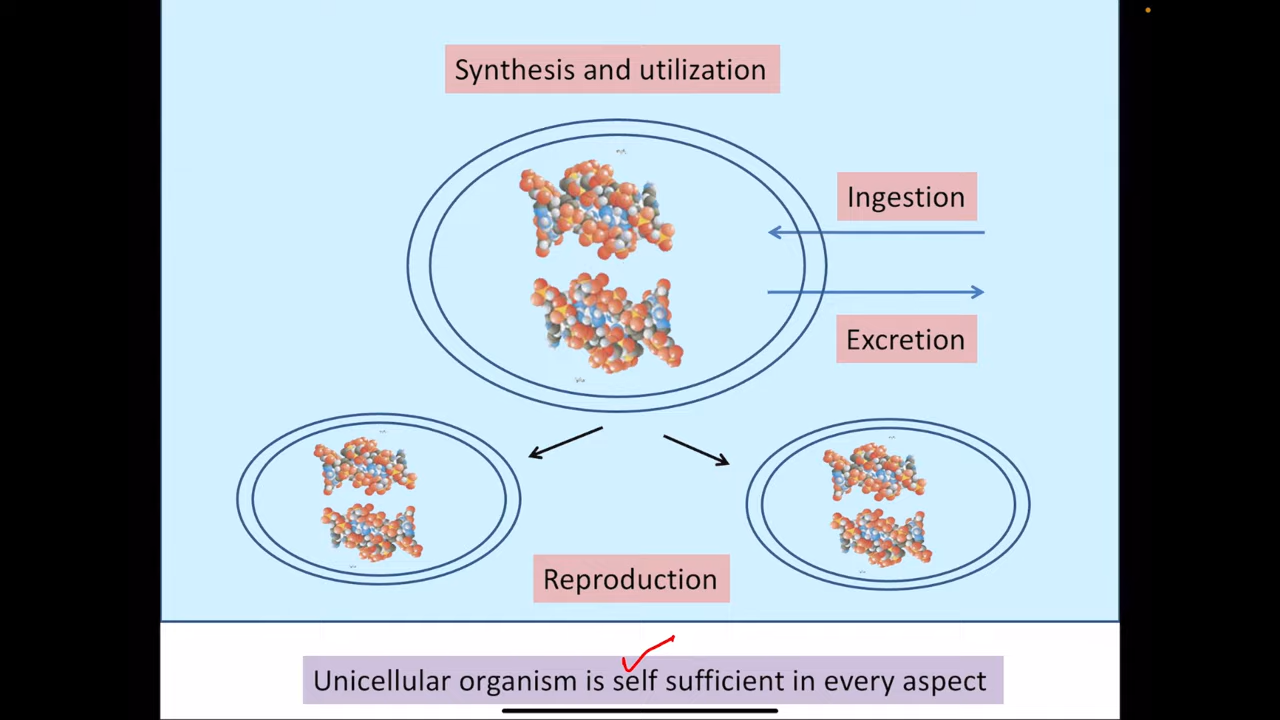 Synthesis and utilization
Ingestion
Excretion
Reproduction
Unicellular organism is self sufficient in every aspect